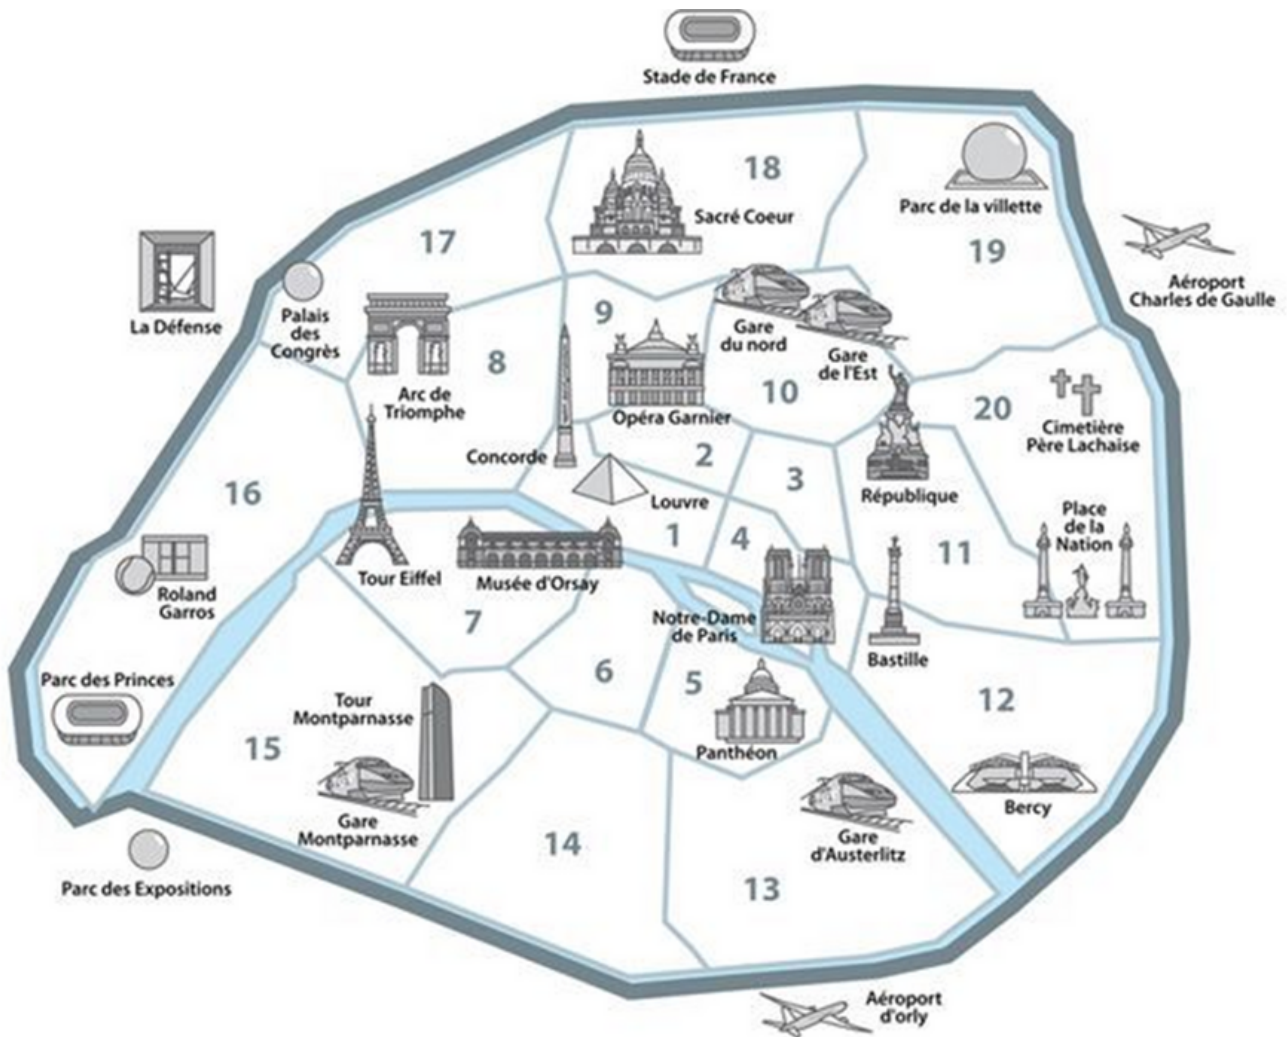 Stade de France
18
Sacré Coeur
Parc de la villette
17
19
Aéroport
Charles de Gaulle
La Défense
Palais
des
Congrès
9
Gare
du nord
Gare
de l'Est
8
Arc de
Triomphe
10
Opéra Garnier
20
Cimetière
Père Lachaise
Concorde
2
3
16
Louvre
République
Place
de la
Nation
1
4
11
Tour Eiffel
Musée d'Orsay
Roland
Garros
7
Notre-Dame
de Paris
Bastille
Parc des Princes
6
5
12
Tour
Montparnasse
15
Panthéon
Bercy
Gare
Montparnasse
14
Gare
d'Austerlitz
13
Parc des Expositions
Aéroport
d'orly